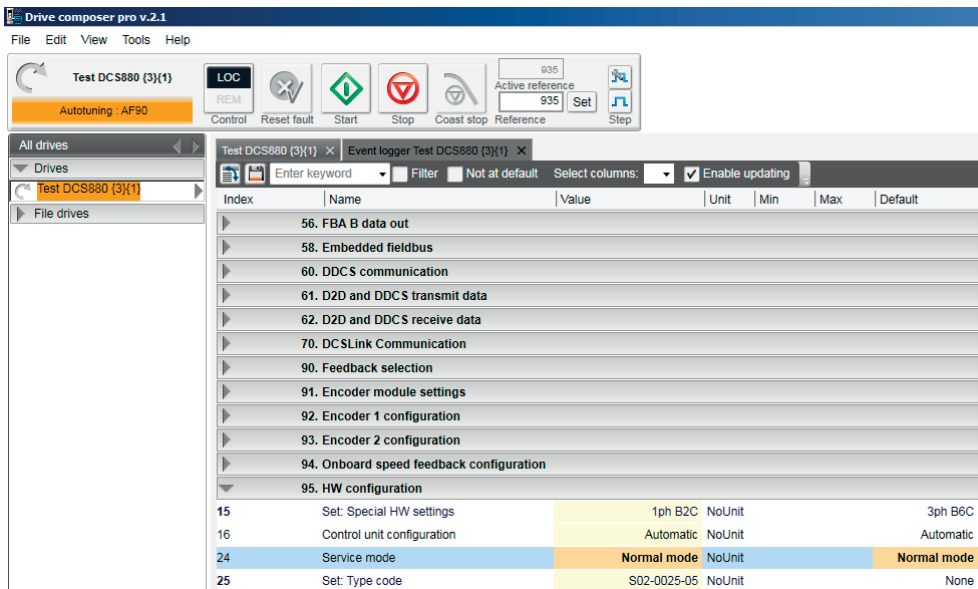 Drive composer pro v.2.1
File Edit View Tools Help
Test DCS880 {3}{1}
Autotuning : AF90
LOC
REM
Control
Reset fault
Start
Stop
Coast stop
935
Active reference
935 Set
Reference
Step
All drives
Drives
Test DCS880 {3}{1}
File drives
Test DCS880 {3}{1} Event logger Test DCS880 {3}{1}
Enter keyword Filter Not at default Select columns: Enable updating
Index Name Value Unit Min Max Default
56. FBA B data out
58. Embedded fieldbus
60. DDCS communication
61. D2D and DDCS transmit data
62. D2D and DDCS receive data
70. DCSLink Communication
90. Feedback selection
91. Encoder module settings
92. Encoder 1 configuration
93. Encoder 2 configuration
94. Onboard speed feedback configuration
95. HW configuration
15 Set: Special HW settings 1ph B2C NoUnit 3ph B6C
16 Control unit configuration Automatic NoUnit Automatic
24 Service mode Normal mode NoUnit Normal mode
25 Set: Type code S02-0025-05 NoUnit None